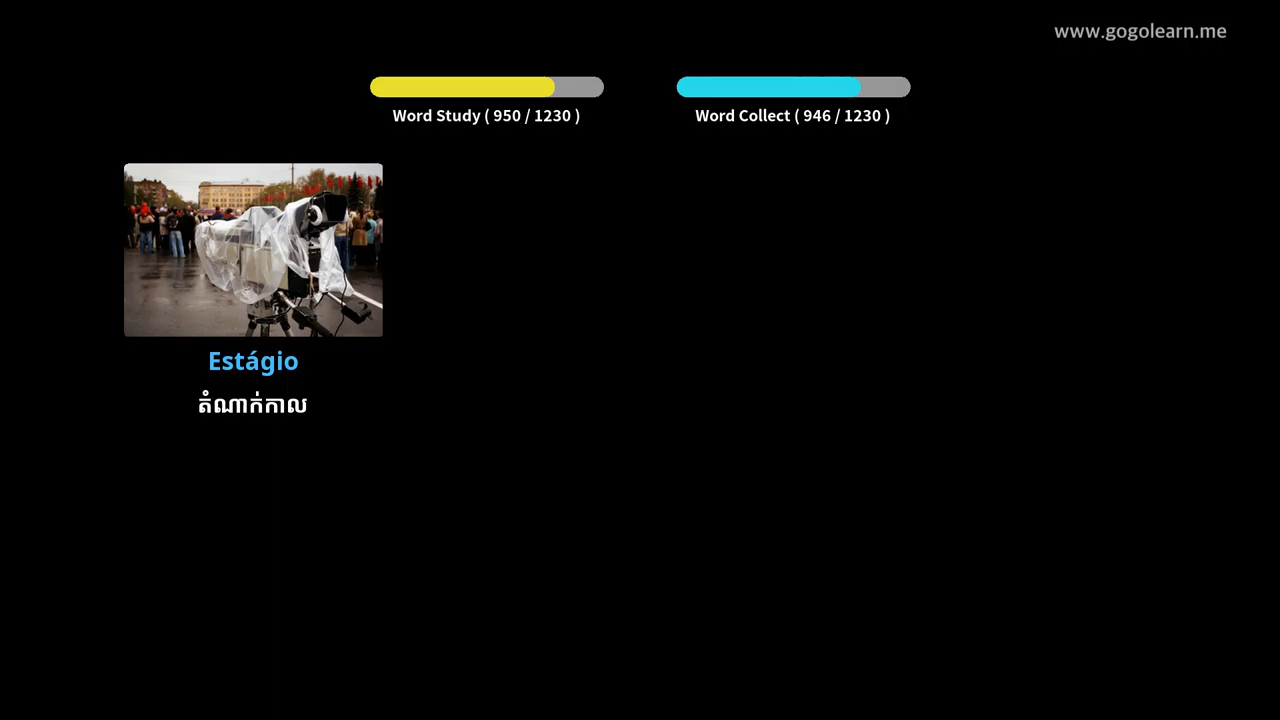 www.gogolearn.me
Word Study ( 950 / 1230 )
Word Collect ( 946 / 1230 )
Estágio
តំណាក់កាល